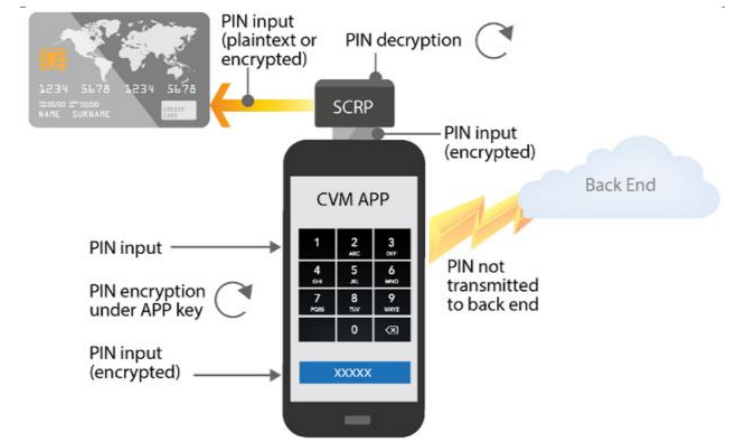 PIN input
(plaintext or
encrypted)
PIN decryption
1234 5678 1234 5678
NAME SURNAME
CREDIT
CARD
SCRP
PIN input
(encrypted)
Back End
CVM APP
1 2 3
ABC DEF
4 5 6
GHI JKL MNO
7 8 9
PQRS TUV WXYZ
0
PIN input
PIN encryption
under APP key
PIN input
(encrypted)
XXXXX
PIN not
transmitted
to back end